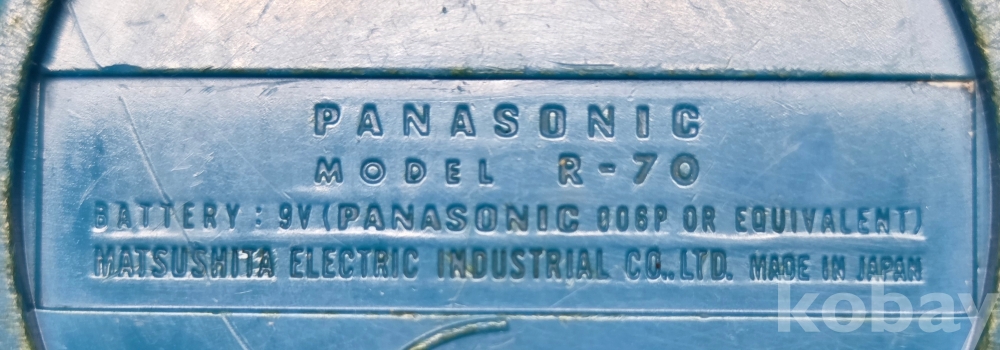 PANASONIC
MODEL R-70
BATTERY: 9V (PANASONIC 006P OR EQUIVALENT)
MATSUSHITA ELECTRIC INDUSTRIAL CO., LTD. MADE IN JAPAN
kobay